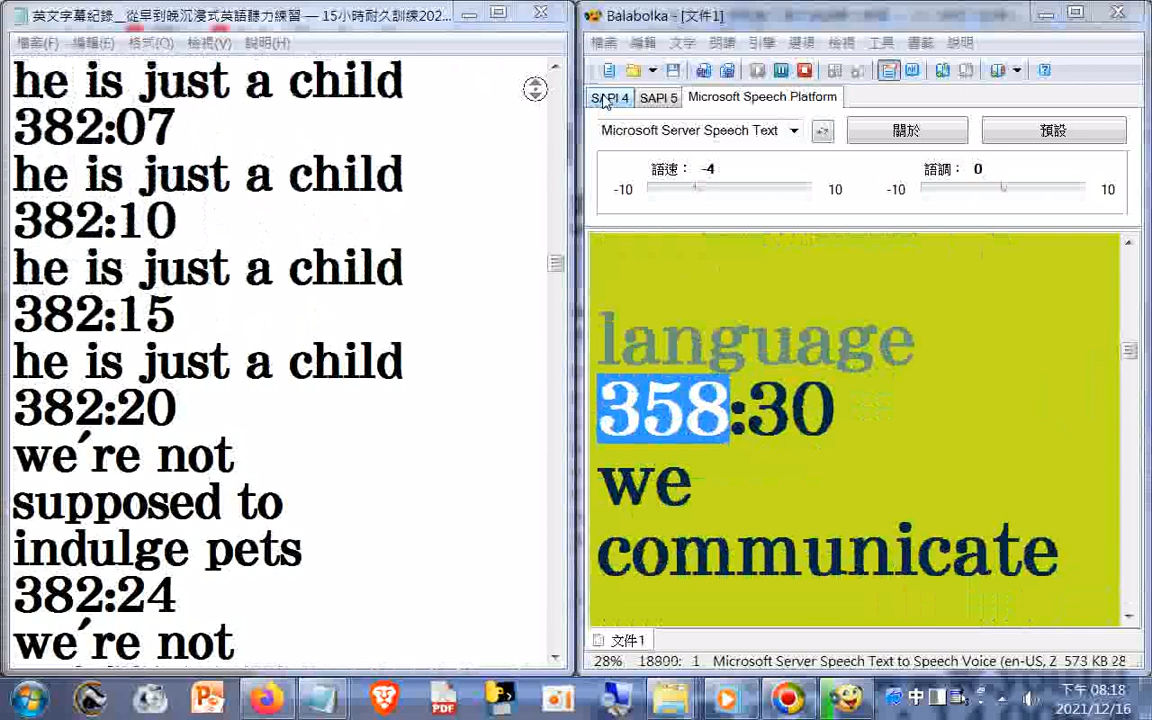 英文字幕紀錄__從早到晚沉浸式英語聽力練習 — 15小時耐久訓練202...
檔案(F) 編輯(E) 格式(O) 檢視(V) 說明(H)
he is just a child
382:07
he is just a child
382:10
he is just a child
382:15
he is just a child
382:20
we´re not
supposed to
indulge pets
382:24
we´re not
Balabolka - [文件1]
檔案 編輯 文字 朗讀 引擎 選項 檢視 工具 書籤 說明
SAPI 4 SAPI 5 Microsoft Speech Platform
Microsoft Server Speech Text 關於 預設
語速： -4 語調： 0
-10 10 -10 10
language
358:30
we
communicate
文件1
28% 18800: 1 Microsoft Server Speech Text to Speech Voice (en-US, Z 573 KB 28
PDF 中 下午 08:18
2021/12/16